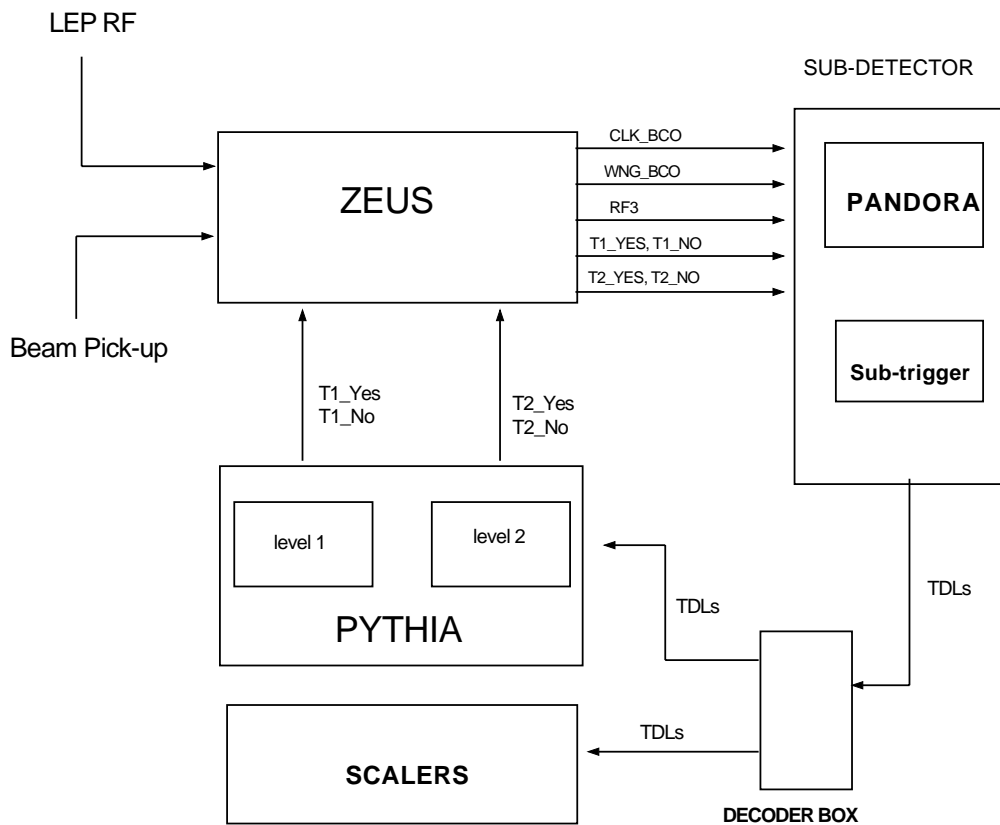 LEP RF
SUB-DETECTOR
CLK_BCO
WNG_BCO
ZEUS
PANDORA
RF3
T1_YES, T1_NO
T2_YES, T2_NO
Beam Pick-up
Sub-trigger
T1_Yes
T1_No
T2_Yes
T2_No
level 1
level 2
TDLs
TDLs
PYTHIA
TDLs
SCALERS
DECODER BOX